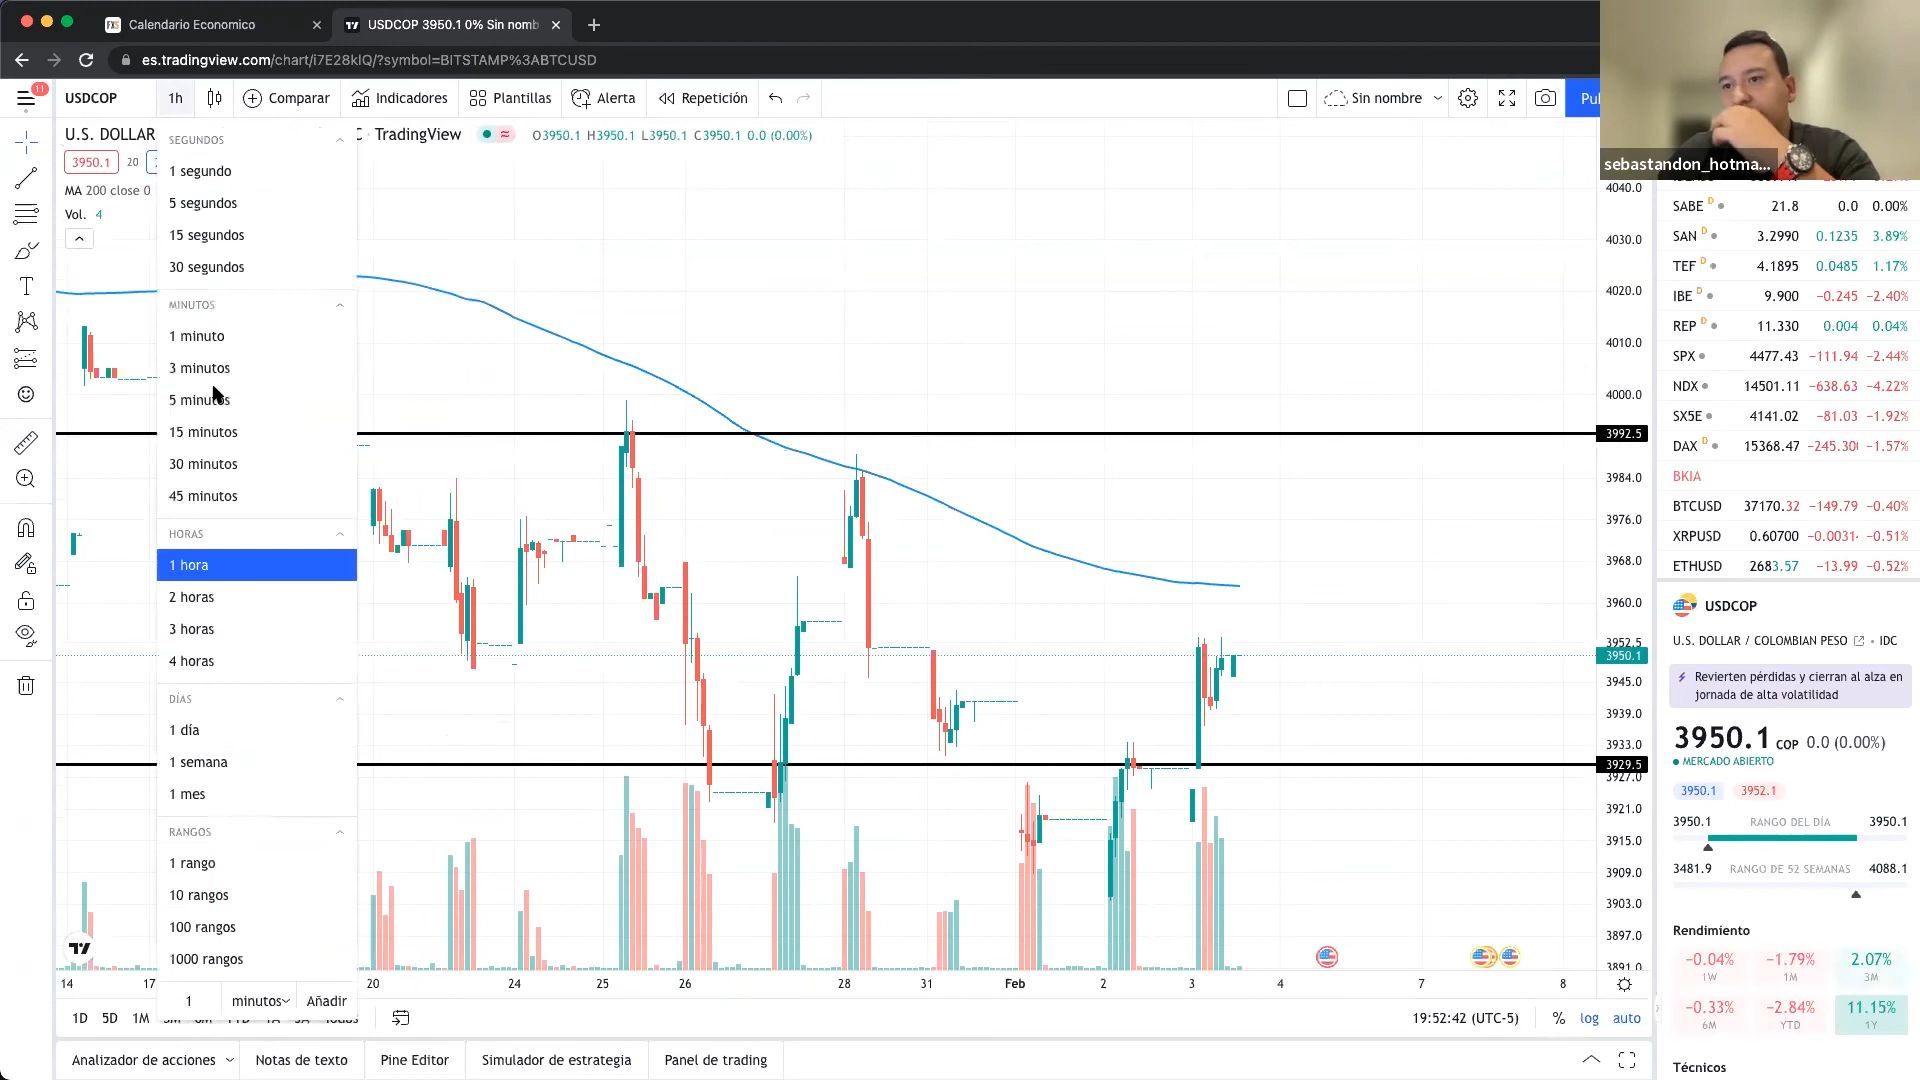 Calendario Economico
USDCOP 3950.1 0% Sin nomb
es.tradingview.com/chart/i7E28kIQ/?symbol=BITSTAMP%3ABTCUSD
11
USDCOP
1h
Comparar
Indicadores
Plantillas
Alerta
Repetición
Sin nombre
Pu
sebastandon_hotma...
U.S. DOLLAR
TradingView
O3950.1 H3950.1 L3950.1 C3950.1 0.0 (0.00%)
3950.1
20
MA 200 close 0
Vol. 4
SEGUNDOS
1 segundo
5 segundos
15 segundos
30 segundos
MINUTOS
1 minuto
3 minutos
5 minutos
15 minutos
30 minutos
45 minutos
HORAS
1 hora
2 horas
3 horas
4 horas
DÍAS
1 día
1 semana
1 mes
RANGOS
1 rango
10 rangos
100 rangos
1000 rangos
1 minutos Añadir
4040.0
4030.0
4020.0
4010.0
4000.0
3992.5
3984.0
3976.0
3968.0
3960.0
3952.5
3950.1
3945.0
3939.0
3933.0
3929.5
3927.0
3921.0
3915.0
3909.0
3903.0
3897.0
3891.0
14 17 20 24 25 26 28 31 Feb 2 3 4 7 8
1D 5D 1M
19:52:42 (UTC-5) % log auto
Analizador de acciones
Notas de texto
Pine Editor
Simulador de estrategia
Panel de trading
SABE D 21.8 0.0 0.00%
SAN D 3.2990 0.1235 3.89%
TEF D 4.1895 0.0485 1.17%
IBE D 9.900 −0.245 −2.40%
REP D 11.330 0.004 0.04%
SPX 4477.43 −111.94 −2.44%
NDX 14501.11 −638.63 −4.22%
SX5E 4141.02 −81.03 −1.92%
DAX D 15368.47 −245.30 −1.57%
BKIA
BTCUSD 37170.32 −149.79 −0.40%
XRPUSD 0.60700 −0.0031 −0.51%
ETHUSD 2683.57 −13.99 −0.52%
USDCOP
U.S. DOLLAR / COLOMBIAN PESO • IDC
Revierten pérdidas y cierran al alza en
jornada de alta volatilidad
3950.1 COP 0.0 (0.00%)
MERCADO ABIERTO
3950.1 3952.1
3950.1 RANGO DEL DÍA 3950.1
3481.9 RANGO DE 52 SEMANAS 4088.1
Rendimiento
−0.04% −1.79% 2.07%
1W 1M 3M
−0.33% −2.84% 11.15%
6M YTD 1Y
Técnicos